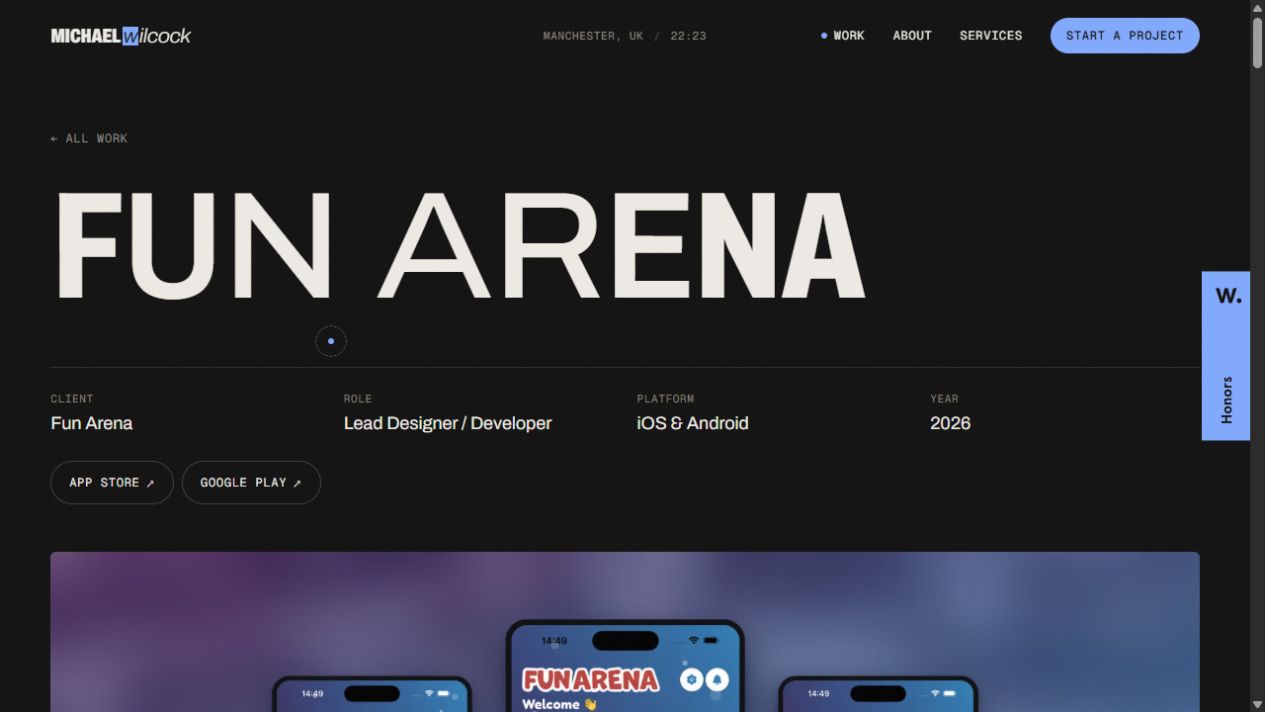 MICHAELWilcock
MANCHESTER, UK / 22:23
WORK
ABOUT
SERVICES
START A PROJECT
← ALL WORK
FUN ARENA
W.
Honors
CLIENT
Fun Arena
ROLE
Lead Designer / Developer
PLATFORM
iOS & Android
YEAR
2026
APP STORE ↗
GOOGLE PLAY ↗
14:49
FUN ARENA
Welcome 👋
14:49
14:49